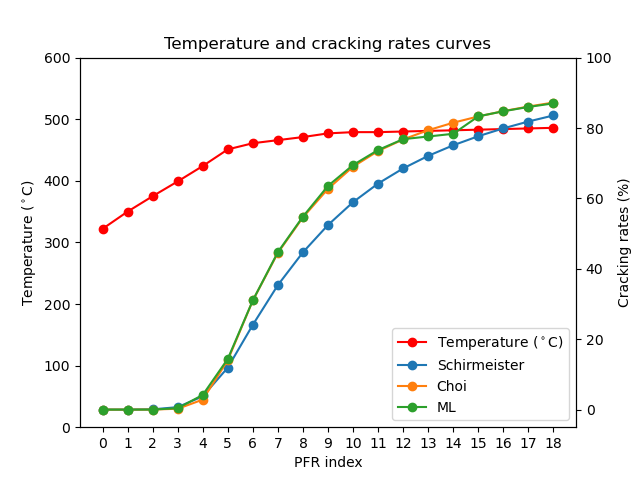 Temperature and cracking rates curves
600
500
400
300
200
100
0
Temperature (°C)
100
80
60
40
20
0
Cracking rates (%)
Temperature (°C)
Schirmeister
Choi
ML
0 1 2 3 4 5 6 7 8 9 10 11 12 13 14 15 16 17 18
PFR index